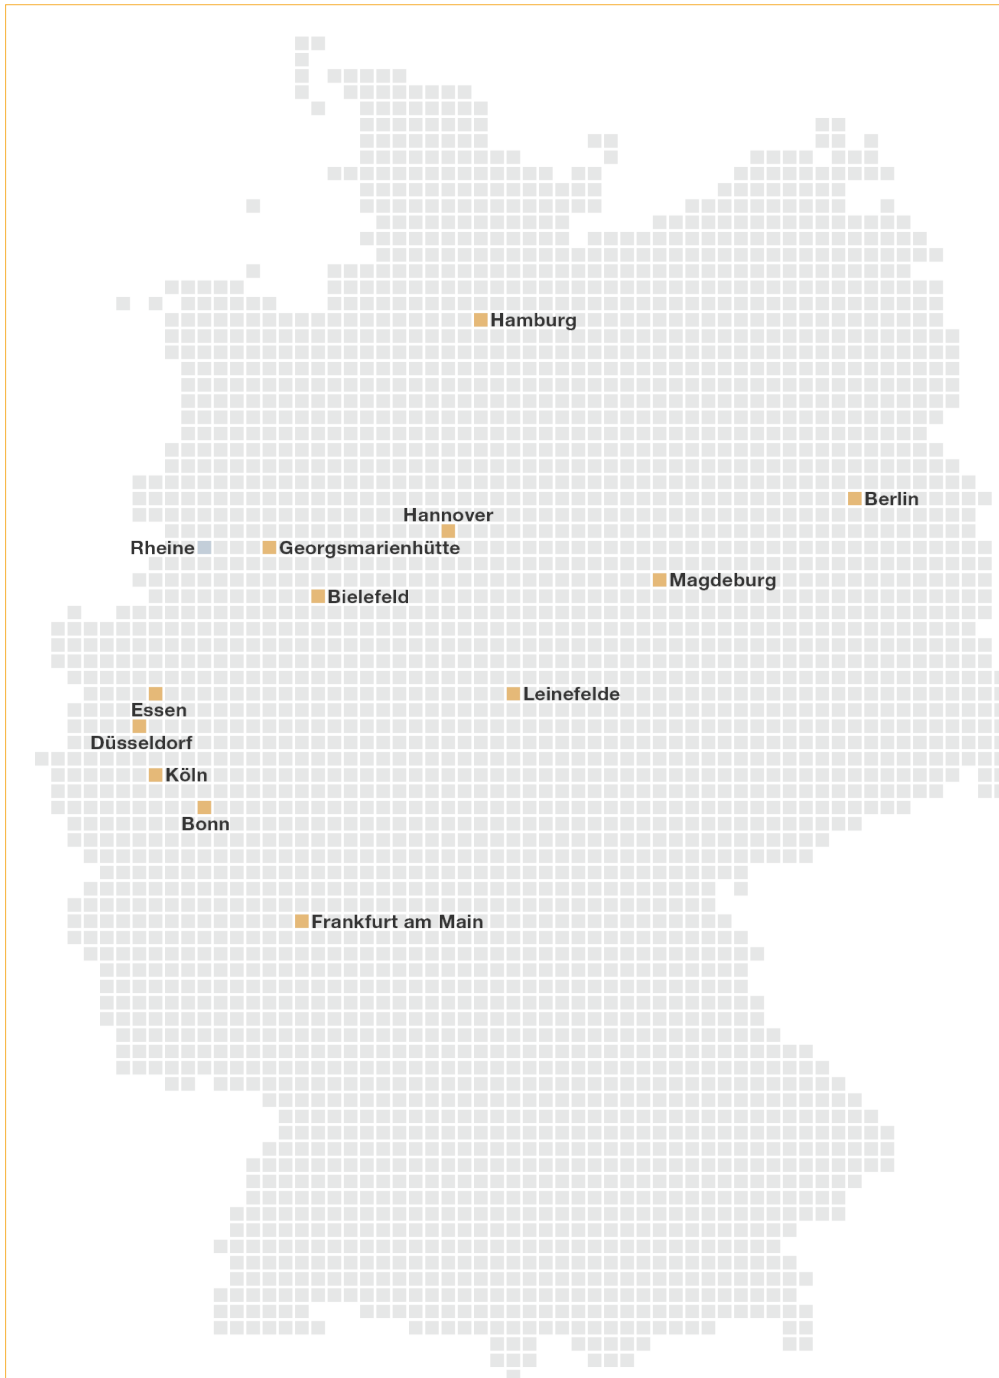 Hamburg
Berlin
Hannover
Rheine
Georgsmarienhütte
Magdeburg
Bielefeld
Leinefelde
Essen
Düsseldorf
Köln
Bonn
Frankfurt am Main